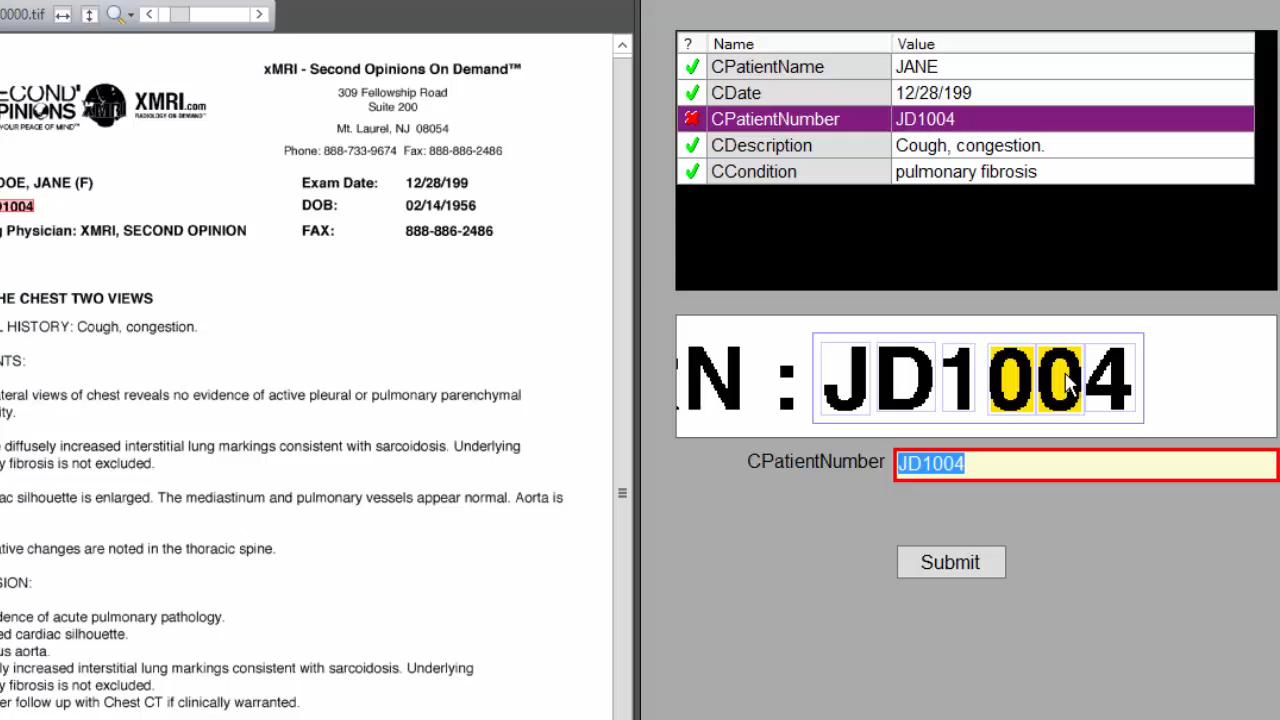 0000.tif
xMRI - Second Opinions On Demand™
309 Fellowship Road
Suite 200
Mt. Laurel, NJ 08054
Phone: 888-733-9674 Fax: 888-886-2486
XMRI.com
RADIOLOGY-ON-DEMAND™
OPINIONS
YOUR PEACE OF MIND™
DOE, JANE (F)
Exam Date: 12/28/199
D1004
DOB: 02/14/1956
g Physician: XMRI, SECOND OPINION
FAX: 888-886-2486
HE CHEST TWO VIEWS
L HISTORY: Cough, congestion.
NTS:
ateral views of chest reveals no evidence of active pleural or pulmonary parenchymal
ity.
e diffusely increased interstitial lung markings consistent with sarcoidosis. Underlying
y fibrosis is not excluded.
ac silhouette is enlarged. The mediastinum and pulmonary vessels appear normal. Aorta is
ative changes are noted in the thoracic spine.
SION:
dence of acute pulmonary pathology.
ed cardiac silhouette.
us aorta.
ly increased interstitial lung markings consistent with sarcoidosis. Underlying
y fibrosis is not excluded.
er follow up with Chest CT if clinically warranted.
? Name Value
CPatientName JANE
CDate 12/28/199
CPatientNumber JD1004
CDescription Cough, congestion.
CCondition pulmonary fibrosis
N : JD1004
CPatientNumber JD1004
Submit